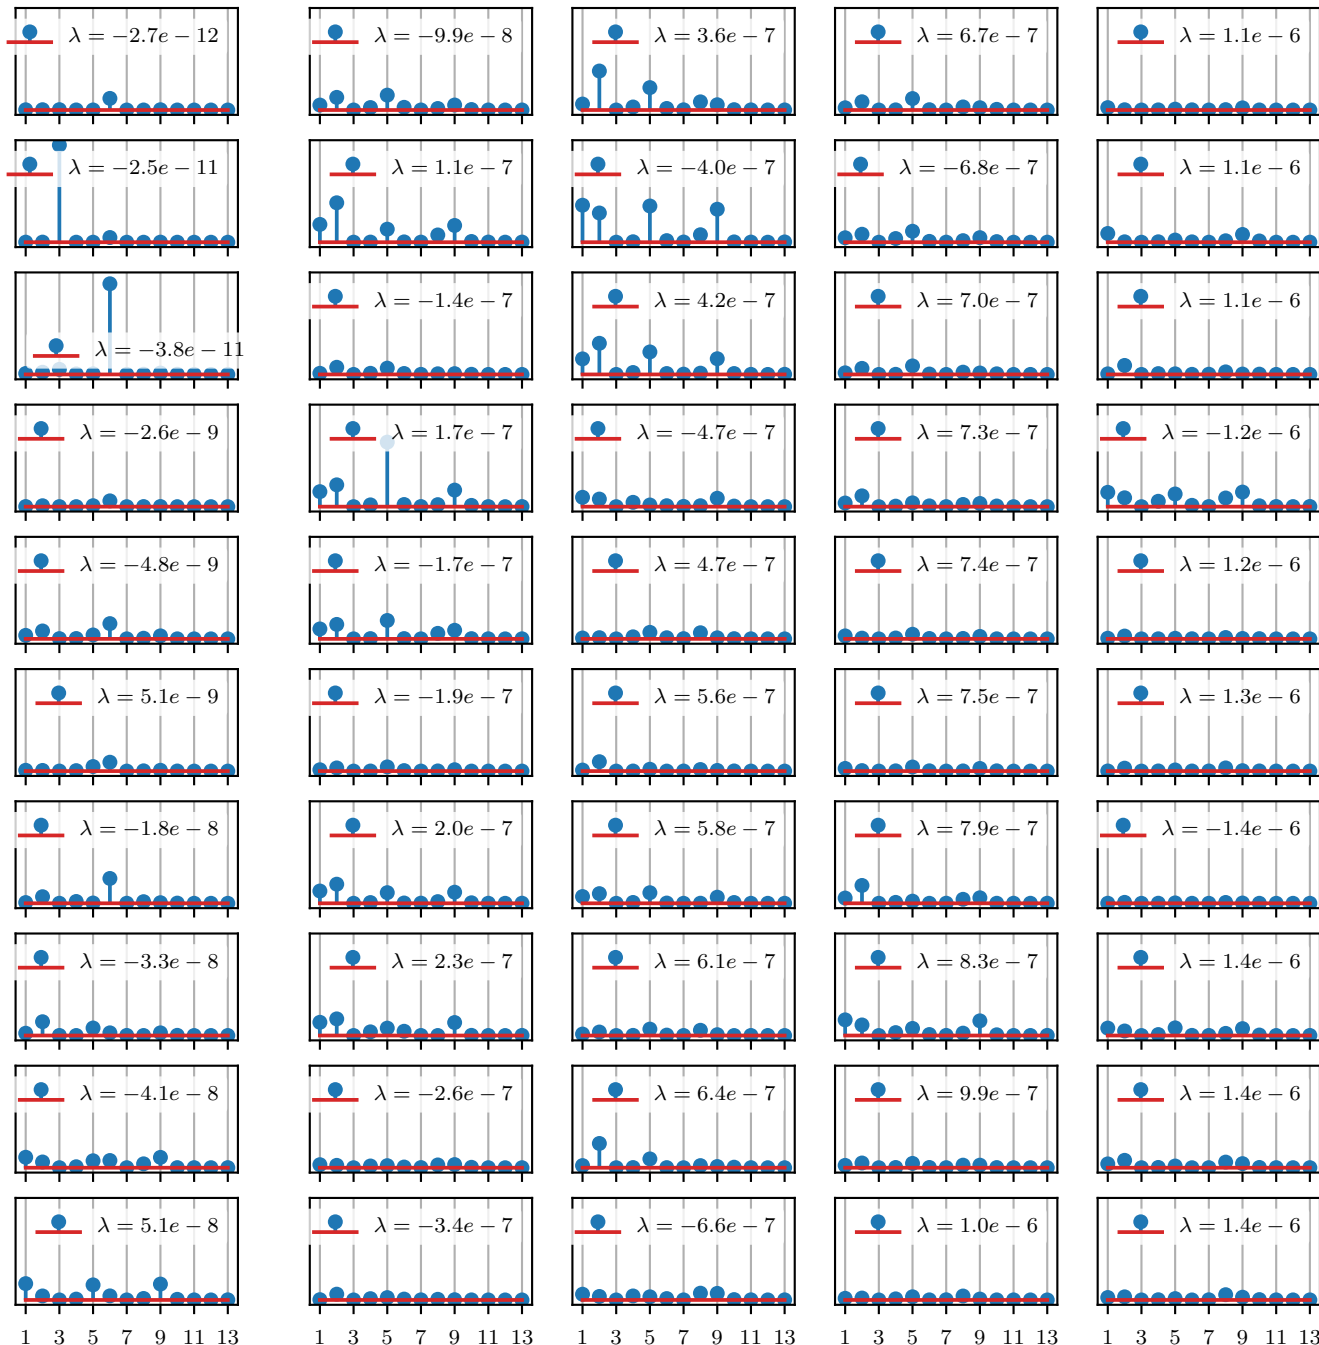 λ = −2.7e − 12 λ = −9.9e − 8 λ = 3.6e − 7 λ = 6.7e − 7 λ = 1.1e − 6
λ = −2.5e − 11 λ = 1.1e − 7 λ = −4.0e − 7 λ = −6.8e − 7 λ = 1.1e − 6
λ = −3.8e − 11 λ = −1.4e − 7 λ = 4.2e − 7 λ = 7.0e − 7 λ = 1.1e − 6
λ = −2.6e − 9 λ = 1.7e − 7 λ = −4.7e − 7 λ = 7.3e − 7 λ = −1.2e − 6
λ = −4.8e − 9 λ = −1.7e − 7 λ = 4.7e − 7 λ = 7.4e − 7 λ = 1.2e − 6
λ = 5.1e − 9 λ = −1.9e − 7 λ = 5.6e − 7 λ = 7.5e − 7 λ = 1.3e − 6
λ = −1.8e − 8 λ = 2.0e − 7 λ = 5.8e − 7 λ = 7.9e − 7 λ = −1.4e − 6
λ = −3.3e − 8 λ = 2.3e − 7 λ = 6.1e − 7 λ = 8.3e − 7 λ = 1.4e − 6
λ = −4.1e − 8 λ = −2.6e − 7 λ = 6.4e − 7 λ = 9.9e − 7 λ = 1.4e − 6
λ = 5.1e − 8 λ = −3.4e − 7 λ = −6.6e − 7 λ = 1.0e − 6 λ = 1.4e − 6
1 3 5 7 9 11 13 1 3 5 7 9 11 13 1 3 5 7 9 11 13 1 3 5 7 9 11 13 1 3 5 7 9 11 13